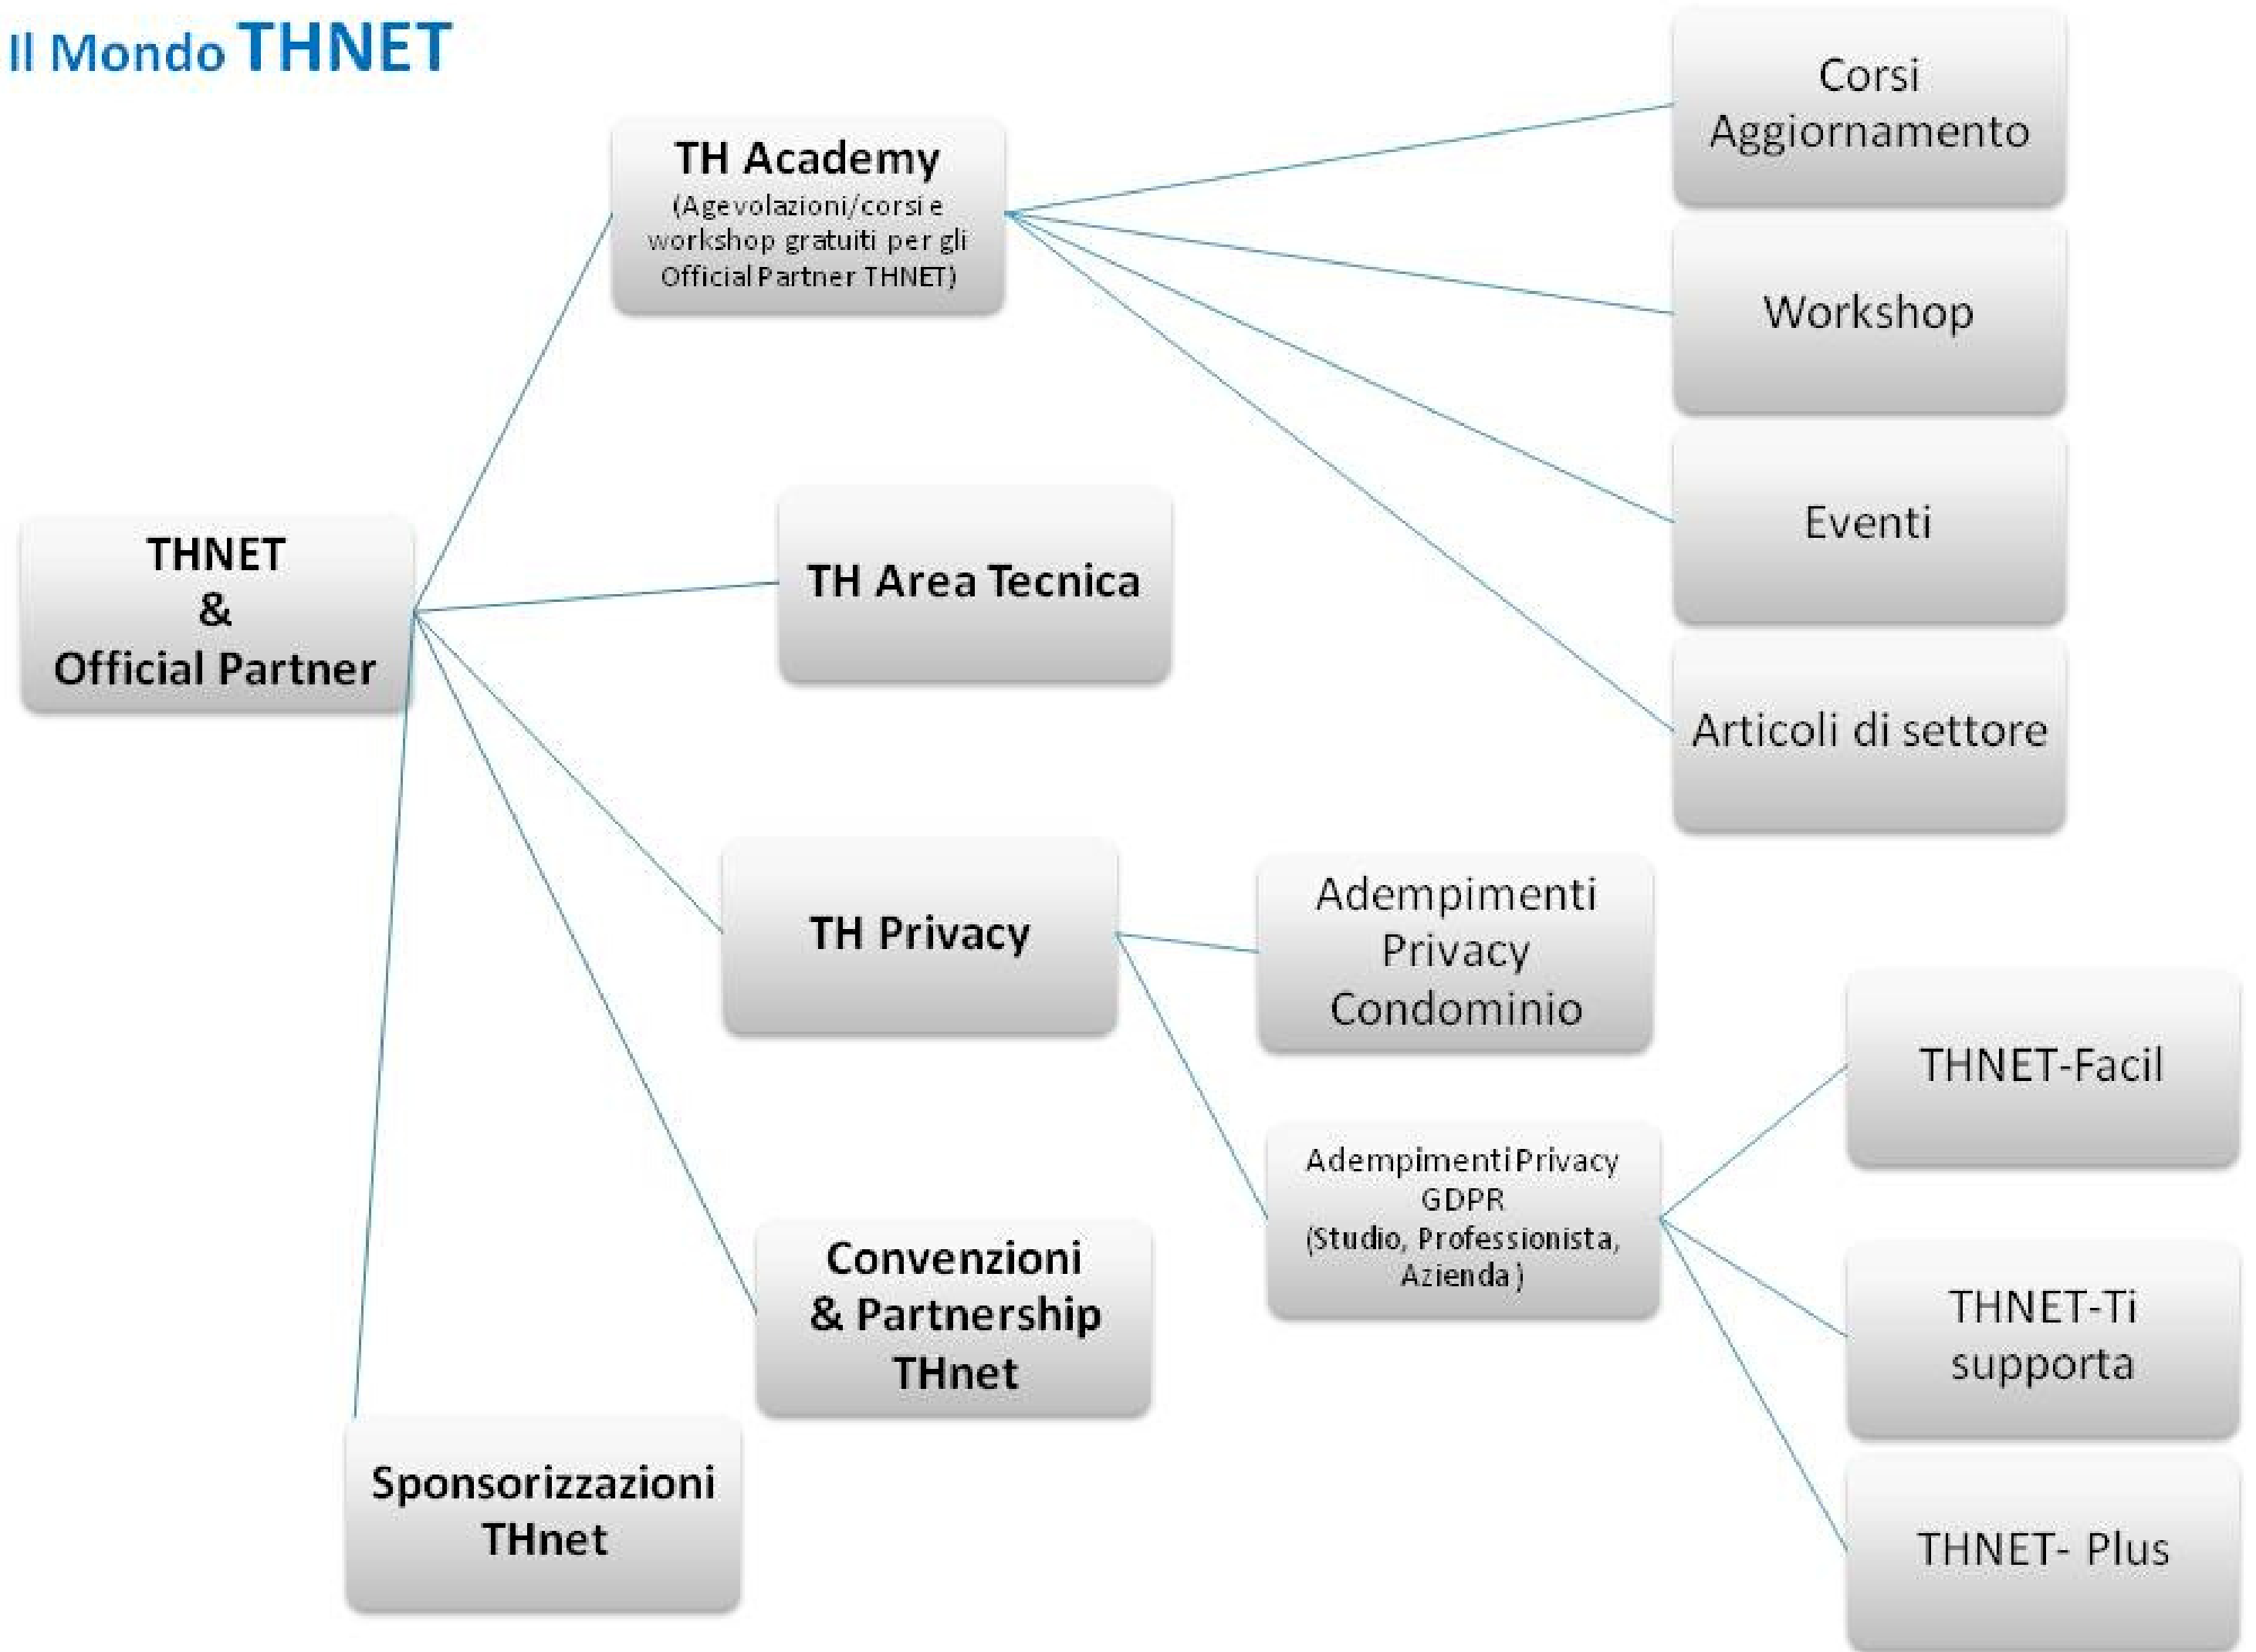 Il Mondo THNET
THNET
&
Official Partner
TH Academy
(Agevolazioni/corsi e
workshop gratuiti per gli
Official Partner THNET)
Corsi
Aggiornamento
Workshop
Eventi
Articoli di settore
TH Area Tecnica
TH Privacy
Adempimenti
Privacy
Condominio
Adempimenti Privacy
GDPR
(Studio, Professionista,
Azienda)
THNET-Facil
THNET-Ti
supporta
THNET- Plus
Convenzioni
& Partnership
THnet
Sponsorizzazioni
THnet